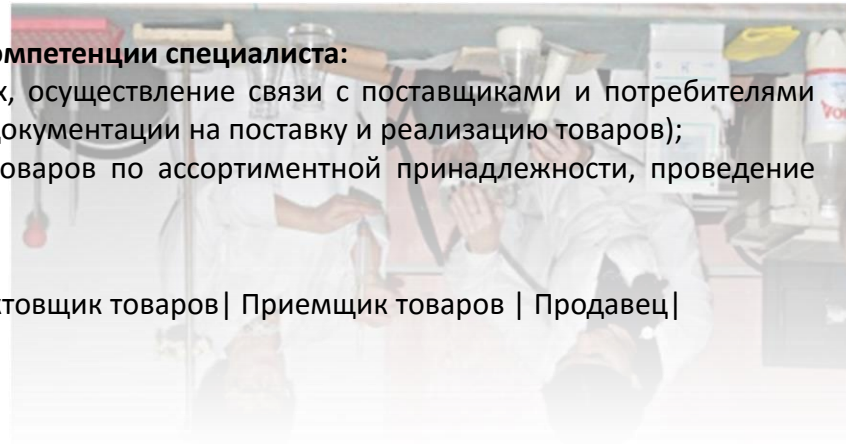 омпетенции специалиста:
х, осуществление связи с поставщиками и потребителями
документации на поставку и реализацию товаров);
оваров по ассортиментной принадлежности, проведение
ктовщик товаров| Приемщик товаров | Продавец|